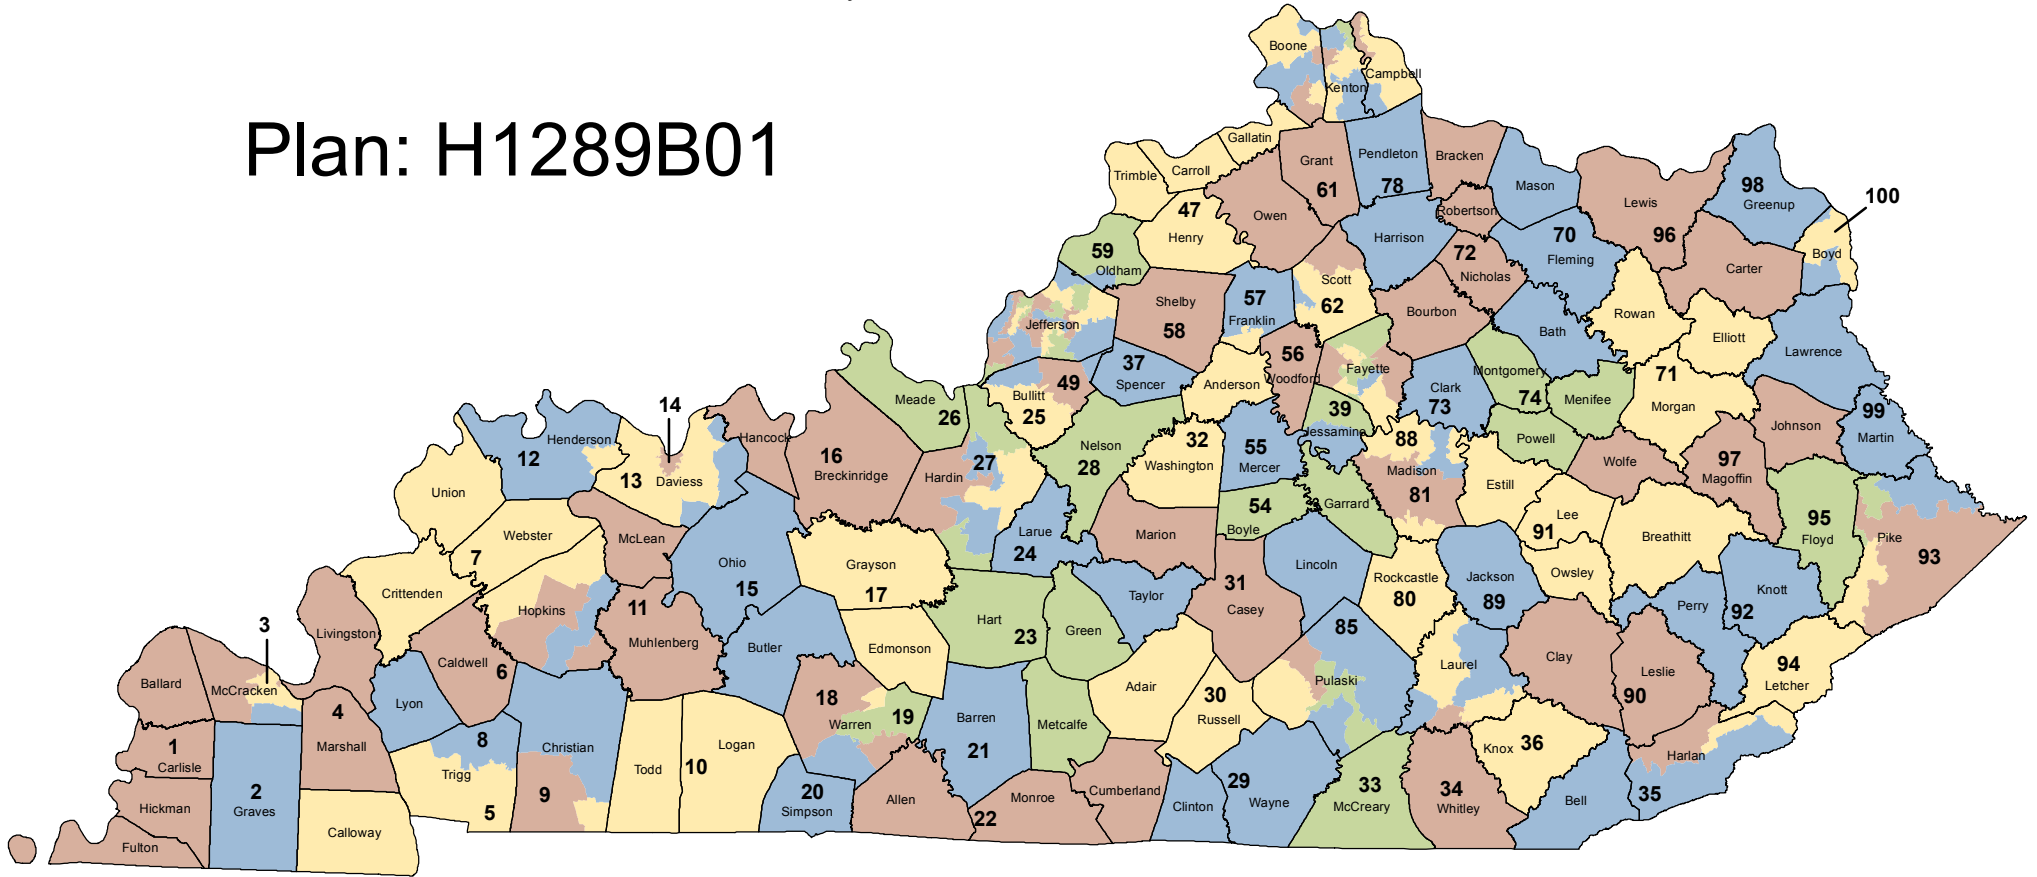 Plan: H1289B01
Boone
Kenton
Campbell
Gallatin
Carroll
Trimble
Grant
61
Pendleton
78
Bracken
Mason
Lewis
96
98
Greenup
100
Boyd
47
Henry
Owen
Robertson
Harrison
70
Fleming
72
Nicholas
Carter
59
Oldham
Scott
62
Rowan
Elliott
Lawrence
Jefferson
Shelby
58
57
Franklin
Bourbon
Bath
56
Woodford
Fayette
Montgomery
74
Menifee
71
Morgan
37
Spencer
49
Bullitt
25
Anderson
Clark
73
Johnson
99
Martin
Meade
26
39
Jessamine
14
Hancock
16
Breckinridge
Nelson
28
32
Washington
55
Mercer
88
Madison
81
Powell
Wolfe
97
Magoffin
Henderson
12
13
Daviess
Union
Hardin
27
Estill
54
Boyle
Garrard
Lee
91
Breathitt
95
Floyd
Pike
93
Webster
7
McLean
Larue
24
Marion
Ohio
15
Grayson
17
Lincoln
Rockcastle
80
Jackson
89
Owsley
Knott
92
Perry
Crittenden
Hopkins
11
Muhlenberg
Hart
23
Green
Taylor
31
Casey
85
3
Livingston
Caldwell
6
Butler
Edmonson
Laurel
Clay
Leslie
90
94
Letcher
Ballard
McCracken
Lyon
18
Warren
19
Adair
30
Russell
Pulaski
4
Marshall
8
Christian
Barren
21
Metcalfe
Knox
36
Harlan
1
Carlisle
Trigg
5
9
Todd
10
Logan
20
Simpson
Allen
22
Monroe
Cumberland
Clinton
29
Wayne
33
McCreary
34
Whitley
Bell
35
2
Graves
Hickman
Calloway
Fulton